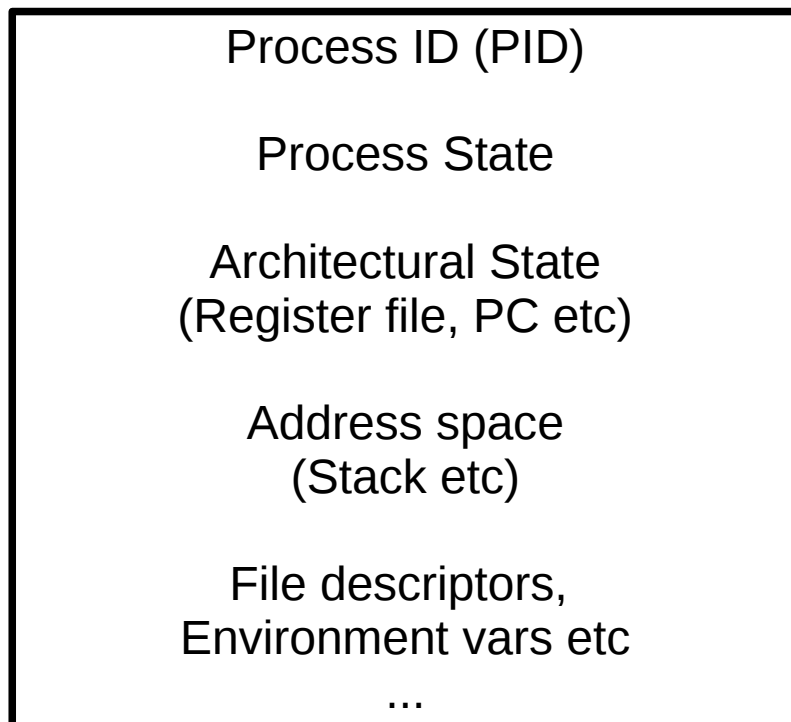 Process ID (PID)
Process State
Architectural State
(Register file, PC etc)
Address space
(Stack etc)
File descriptors,
Environment vars etc
...